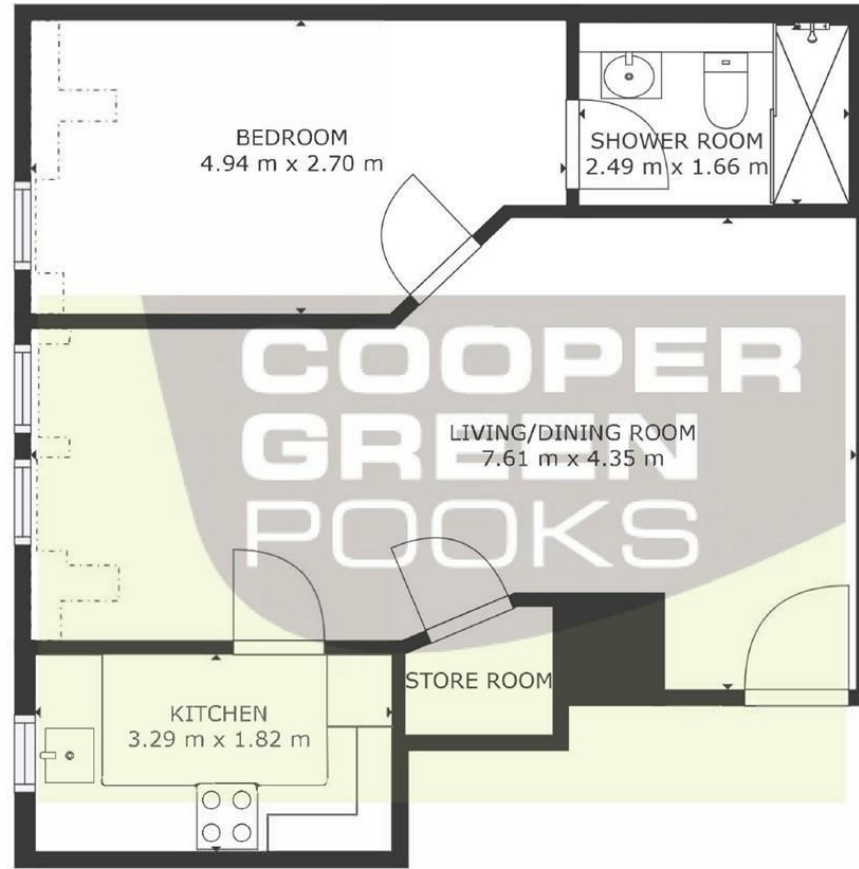 BEDROOM
4.94 m x 2.70 m
SHOWER ROOM
2.49 m x 1.66 m
COOPER
GREEN
POOKS
LIVING/DINING ROOM
7.61 m x 4.35 m
STORE ROOM
KITCHEN
3.29 m x 1.82 m